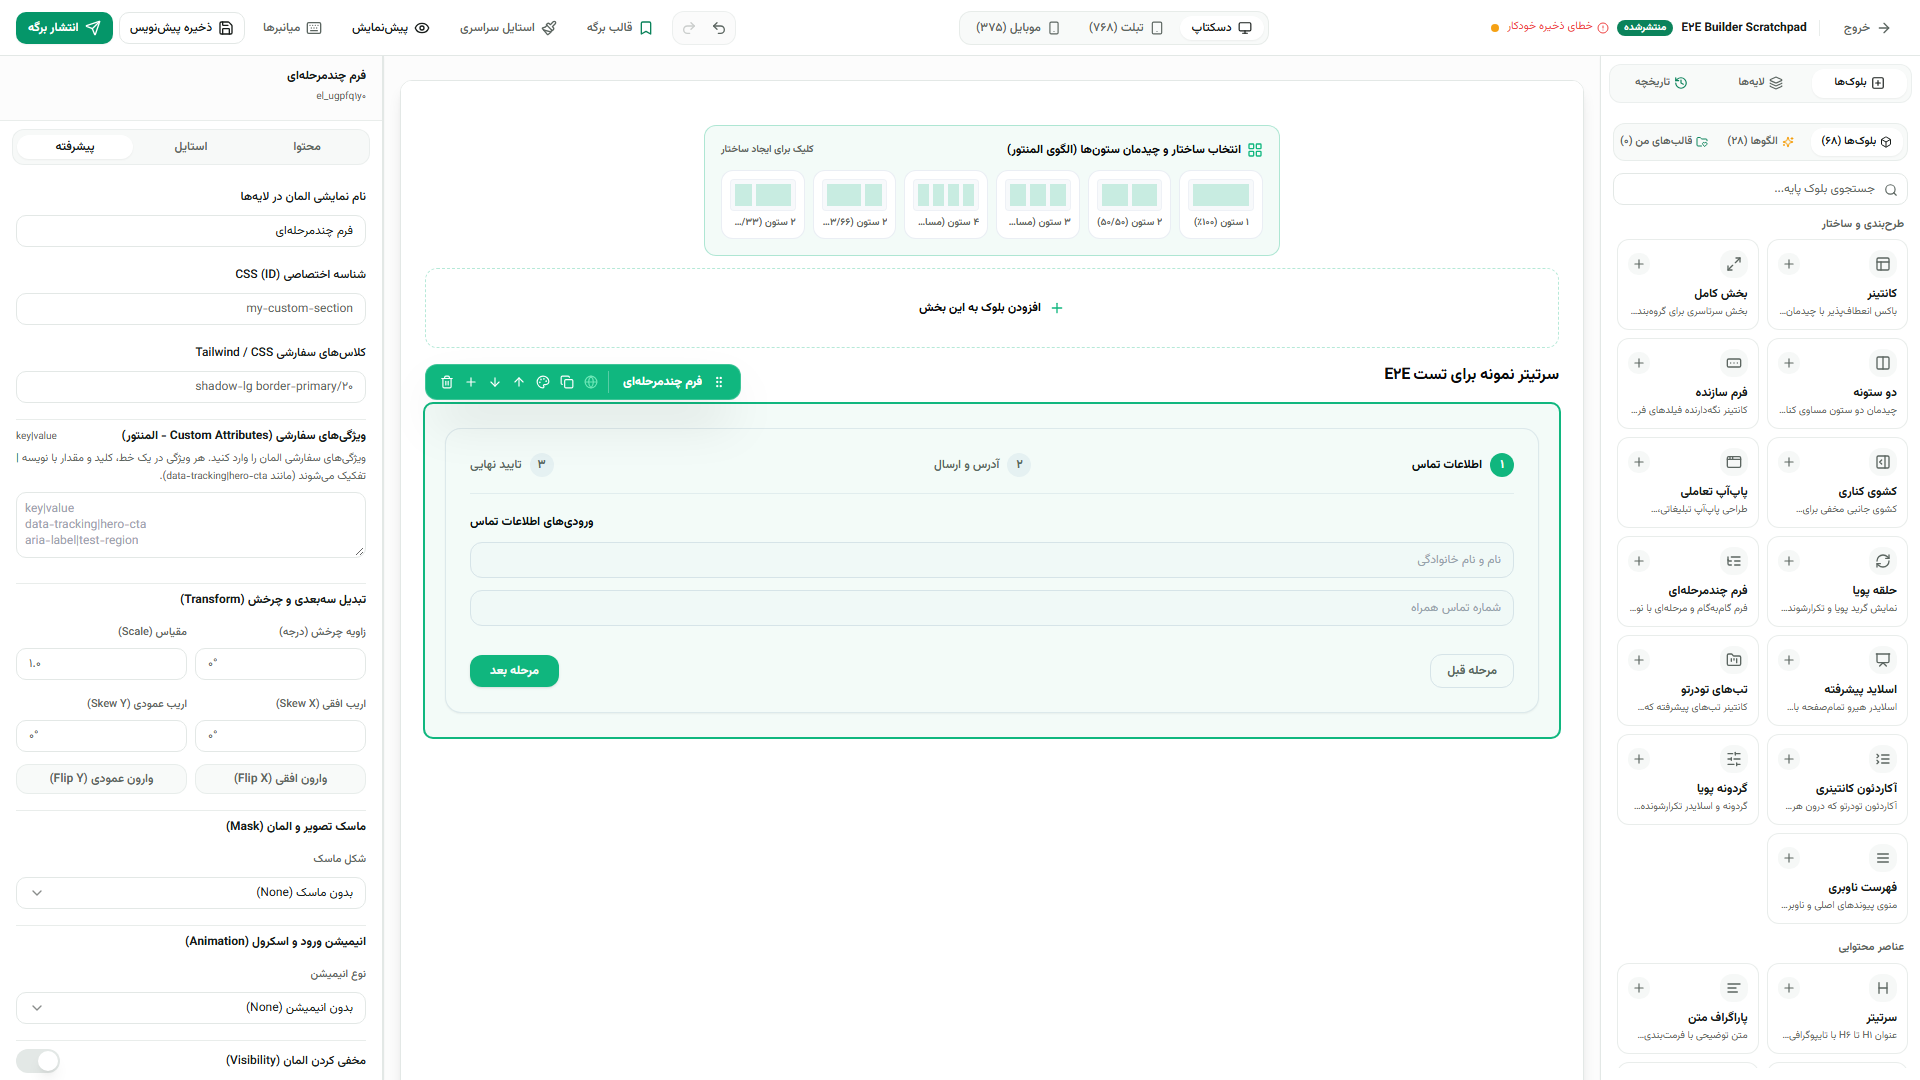 خروج
E۲E Builder Scratchpad
منتشرشده
خطای ذخیره خودکار
دسکتاپ
تبلت (۷۶۸)
موبایل (۳۷۵)
قالب برگه
استایل سراسری
پیش‌نمایش
میانبرها
ذخیره پیش‌نویس
انتشار برگه
بلوک‌ها
لایه‌ها
تاریخچه
بلوک‌ها (۶۸)
الگوها (۲۸)
قالب‌های من (۰)
جستجوی بلوک پایه...
طرح‌بندی و ساختار
کانتینر
باکس انعطاف‌پذیر با چیدمان...
بخش کامل
بخش سرتاسری برای گروه‌بند...
دو ستونه
چیدمان دو ستون مساوی کنا...
فرم سازنده
کانتینر نگه‌دارنده فیلدهای فر...
کشوی کناری
کشوی جانبی مخفی برای...
پاپ‌آپ تعاملی
طراحی پاپ‌آپ تبلیغاتی،...
حلقه پویا
نمایش گرید پویا و تکرارشوند...
فرم چندمرحله‌ای
فرم گام‌به‌گام و مرحله‌ای با نو...
اسلاید پیشرفته
اسلایدر هیرو تمام‌صفحه با...
تب‌های تودرتو
کانتینر تب‌های پیشرفته که...
آکاردئون کانتینری
آکاردئون تودرتو که درون هر...
گردونه پویا
گردونه و اسلایدر تکرارشونده...
فهرست ناوبری
منوی پیوندهای اصلی و ناوبر...
عناصر محتوایی
سرتیتر
عنوان H۱ تا H۶ با تایپوگرافی...
پاراگراف متن
متن توضیحی با فرمت‌بندی...
انتخاب ساختار و چیدمان ستون‌ها (الگوی المنتور)
کلیک برای ایجاد ساختار
۱ ستون (۱۰۰٪)
۲ ستون (۵۰/۵۰)
۳ ستون (مسا...
۴ ستون (مسا...
۲ ستون (۳/۶۶...
۲ ستون (۳۳/...
افزودن بلوک به این بخش
سرتیتر نمونه برای تست E۲E
فرم چندمرحله‌ای
۱ اطلاعات تماس
۲ آدرس و ارسال
۳ تایید نهایی
ورودی‌های اطلاعات تماس
نام و نام خانوادگی
شماره تماس همراه
مرحله قبل
مرحله بعد
فرم چندمرحله‌ای
el_ugpfq۱y۰
محتوا
استایل
پیشرفته
نام نمایشی المان در لایه‌ها
فرم چندمرحله‌ای
شناسه اختصاصی CSS (ID)
my-custom-section
کلاس‌های سفارشی Tailwind / CSS
shadow-lg border-primary/۲۰
ویژگی‌های سفارشی (Custom Attributes - المنتور)
key|value
ویژگی‌های سفارشی المان را وارد کنید. هر ویژگی در یک خط، کلید و مقدار با نویسه |
تفکیک می‌شوند (مانند data-tracking|hero-cta).
key|value
data-tracking|hero-cta
aria-label|test-region
تبدیل سه‌بعدی و چرخش (Transform)
زاویه چرخش (درجه)
مقیاس (Scale)
۰°
۱.۰
اریب افقی (Skew X)
اریب عمودی (Skew Y)
۰°
۰°
وارون افقی (Flip X)
وارون عمودی (Flip Y)
ماسک تصویر و المان (Mask)
شکل ماسک
بدون ماسک (None)
انیمیشن ورود و اسکرول (Animation)
نوع انیمیشن
بدون انیمیشن (None)
مخفی کردن المان (Visibility)